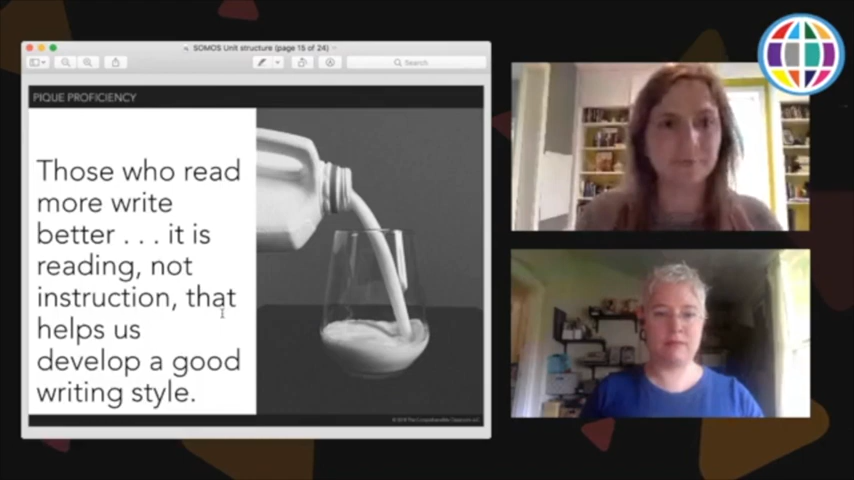 SOMOS Unit structure (page 15 of 24)
Search
PIQUE PROFICIENCY
Those who read
more write
better . . . it is
reading, not
instruction, that
helps us
develop a good
writing style.